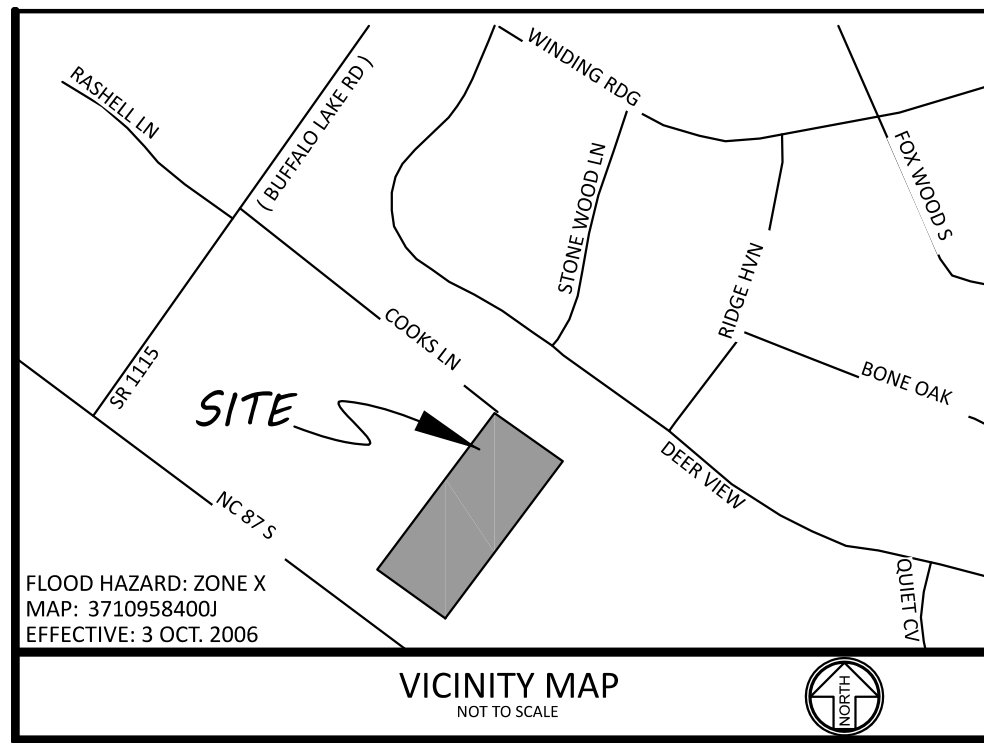 WINDING RDG
RASHELL LN
( BUFFALO LAKE RD )
FOX WOOD S
STONE WOOD LN
RIDGE HVN
COOKS LN
SR 1115
BONE OAK
SITE
DEER VIEW
NC 87 S
QUIET CV
FLOOD HAZARD: ZONE X
MAP: 3710958400J
EFFECTIVE: 3 OCT. 2006
VICINITY MAP
NOT TO SCALE
NORTH